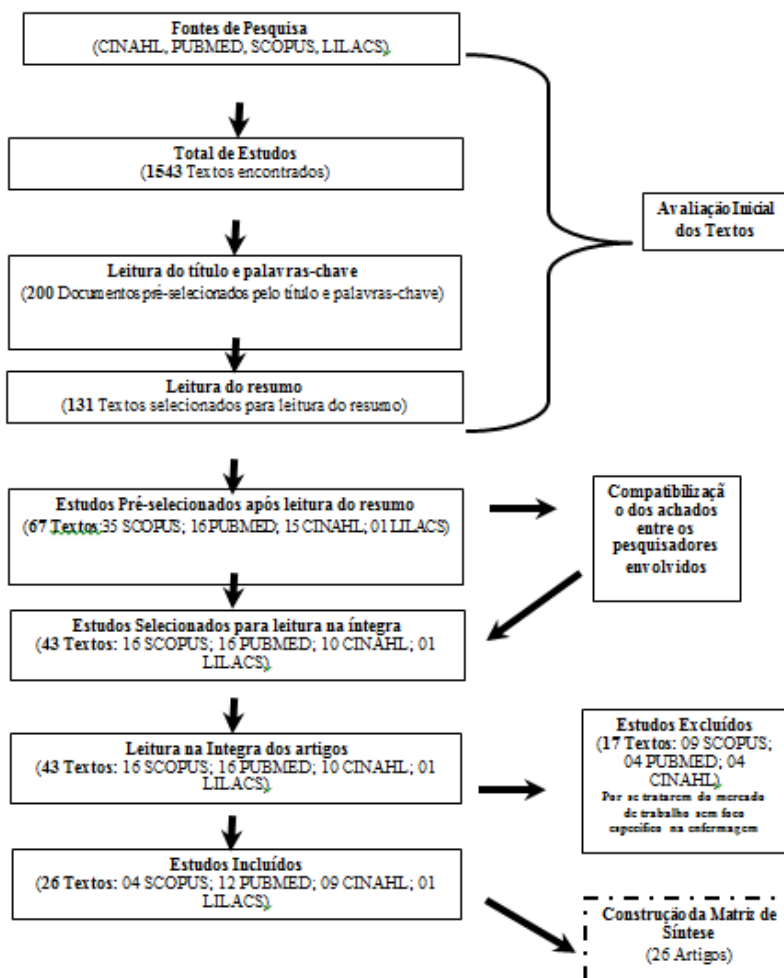 Fontes de Pesquisa
(CINAHL, PUBMED, SCOPUS, LILACS).
Total de Estudos
(1543 Textos encontrados)
Leitura do título e palavras-chave
(200 Documentos pré-selecionados pelo título e palavras-chave)
Leitura do resumo
(131 Textos selecionados para leitura do resumo)
Avaliação Inicial
dos Textos
Estudos Pré-selecionados após leitura do resumo
(67 Textos:35 SCOPUS; 16 PUBMED; 15 CINAHL; 01 LILACS)
Compatibilizaçã
o dos achados
entre os
pesquisadores
envolvidos
Estudos Selecionados para leitura na íntegra
(43 Textos: 16 SCOPUS; 16 PUBMED; 10 CINAHL; 01
LILACS).
Leitura na Integra dos artigos
(43 Textos: 16 SCOPUS; 16 PUBMED; 10 CINAHL; 01
LILACS).
Estudos Excluídos
(17 Textos: 09 SCOPUS;
04 PUBMED; 04
CINAHL).
Por se tratarem do mercado
de trabalho sem foco
especifico na enfermagem
Estudos Incluídos
(26 Textos: 04 SCOPUS; 12 PUBMED; 09 CINAHL; 01
LILACS).
Construção da Matriz de
Síntese
(26 Artigos)